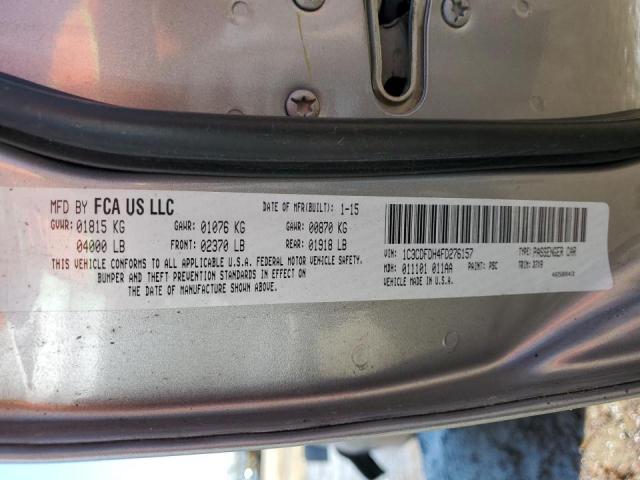 MFD BY FCA US LLC DATE OF MFR(BUILT): 1-15
GVWR: 01815 KG GAWR: 01076 KG GAWR: 00870 KG
04000 LB FRONT: 02370 LB REAR: 01918 LB
THIS VEHICLE CONFORMS TO ALL APPLICABLE U.S.A. FEDERAL MOTOR VEHICLE SAFETY,
BUMPER AND THEFT PREVENTION STANDARDS IN EFFECT ON
THE DATE OF MANUFACTURE SHOWN ABOVE.
VIN: 1C3CDFDH4FD276157 TYPE: PASSENGER CAR
MDH: 011101 011AA PAINT: PSC TRIM:
VEHICLE MADE IN U.S.A.